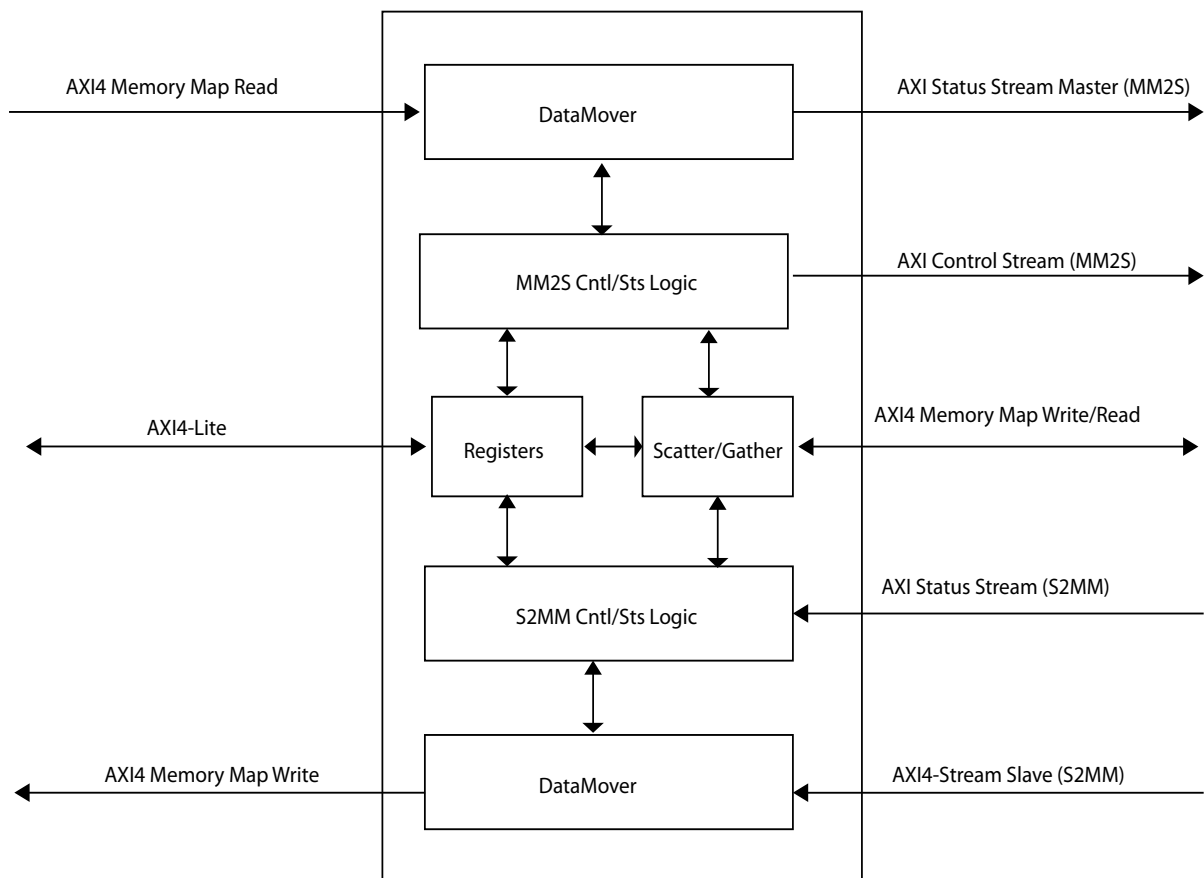 AXI4 Memory Map Read
DataMover
AXI Status Stream Master (MM2S)
MM2S Cntl/Sts Logic
AXI Control Stream (MM2S)
AXI4-Lite
Registers
Scatter/Gather
AXI4 Memory Map Write/Read
S2MM Cntl/Sts Logic
AXI Status Stream (S2MM)
AXI4 Memory Map Write
DataMover
AXI4-Stream Slave (S2MM)